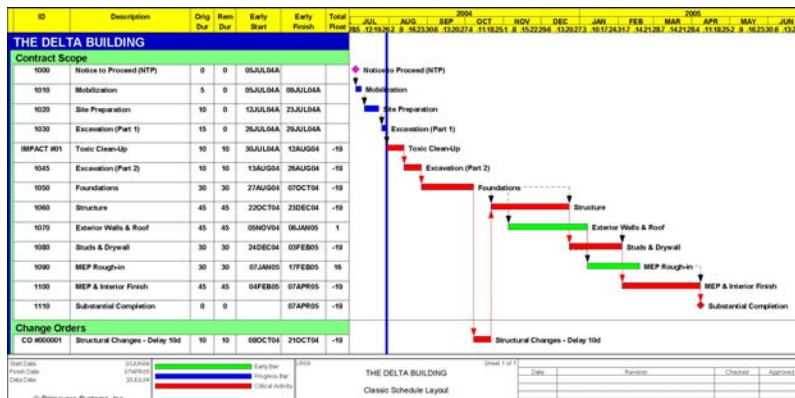 ID Description Orig Dur Rem Dur Early Start Early Finish Total Float
2004 2005
JUL AUG SEP OCT NOV DEC JAN FEB MAR APR MAY JUN
THE DELTA BUILDING
Contract Scope
1000 Notice to Proceed (NTP) 0 0 05JUL04A Notice to Proceed (NTP)
1010 Mobilization 5 0 05JUL04A 09JUL04A Mobilization
1020 Site Preparation 10 0 12JUL04A 23JUL04A Site Preparation
1030 Excavation (Part 1) 15 0 26JUL04A 29JUL04A Excavation (Part 1)
IMPACT #01 Toxic Clean-Up 10 10 30JUL04A 12AUG04 -19 Toxic Clean-Up
1045 Excavation (Part 2) 10 10 13AUG04 26AUG04 -19 Excavation (Part 2)
1050 Foundations 30 30 27AUG04 07OCT04 -19 Foundations
1060 Structure 45 45 22OCT04 23DEC04 -19 Structure
1070 Exterior Walls & Roof 45 45 05NOV04 06JAN05 1 Exterior Walls & Roof
1080 Studs & Drywall 30 30 24DEC04 03FEB05 -19 Studs & Drywall
1090 MEP Rough-in 30 30 07JAN05 17FEB05 16 MEP Rough-in
1100 MEP & Interior Finish 45 45 04FEB05 07APR05 -19 MEP & Interior Finish
1110 Substantial Completion 0 0 07APR05 -19 Substantial Completion
Change Orders
CO #000001 Structural Changes - Delay 10d 10 10 08OCT04 21OCT04 -19 Structural Changes - Delay 10d
Start Date
Finish Date 07APR05
Data Date
Early Bar
Progress Bar
Critical Activity
THE DELTA BUILDING
Classic Schedule Layout
Sheet 1 of 1
Date Revision Checked Approved